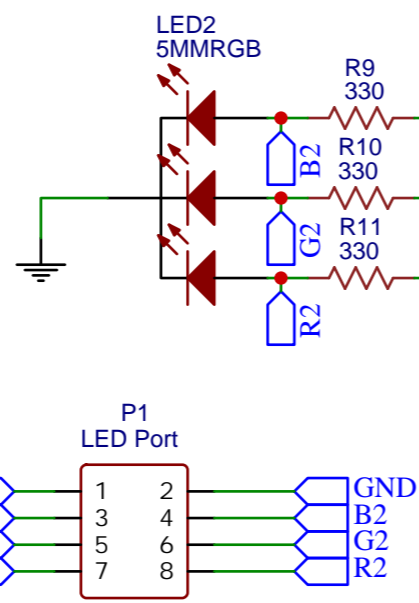 LED2
5MMRGB
R9
330
B2
R10
330
G2
R11
330
R2
P1
LED Port
1 2 GND
3 4 B2
5 6 G2
7 8 R2